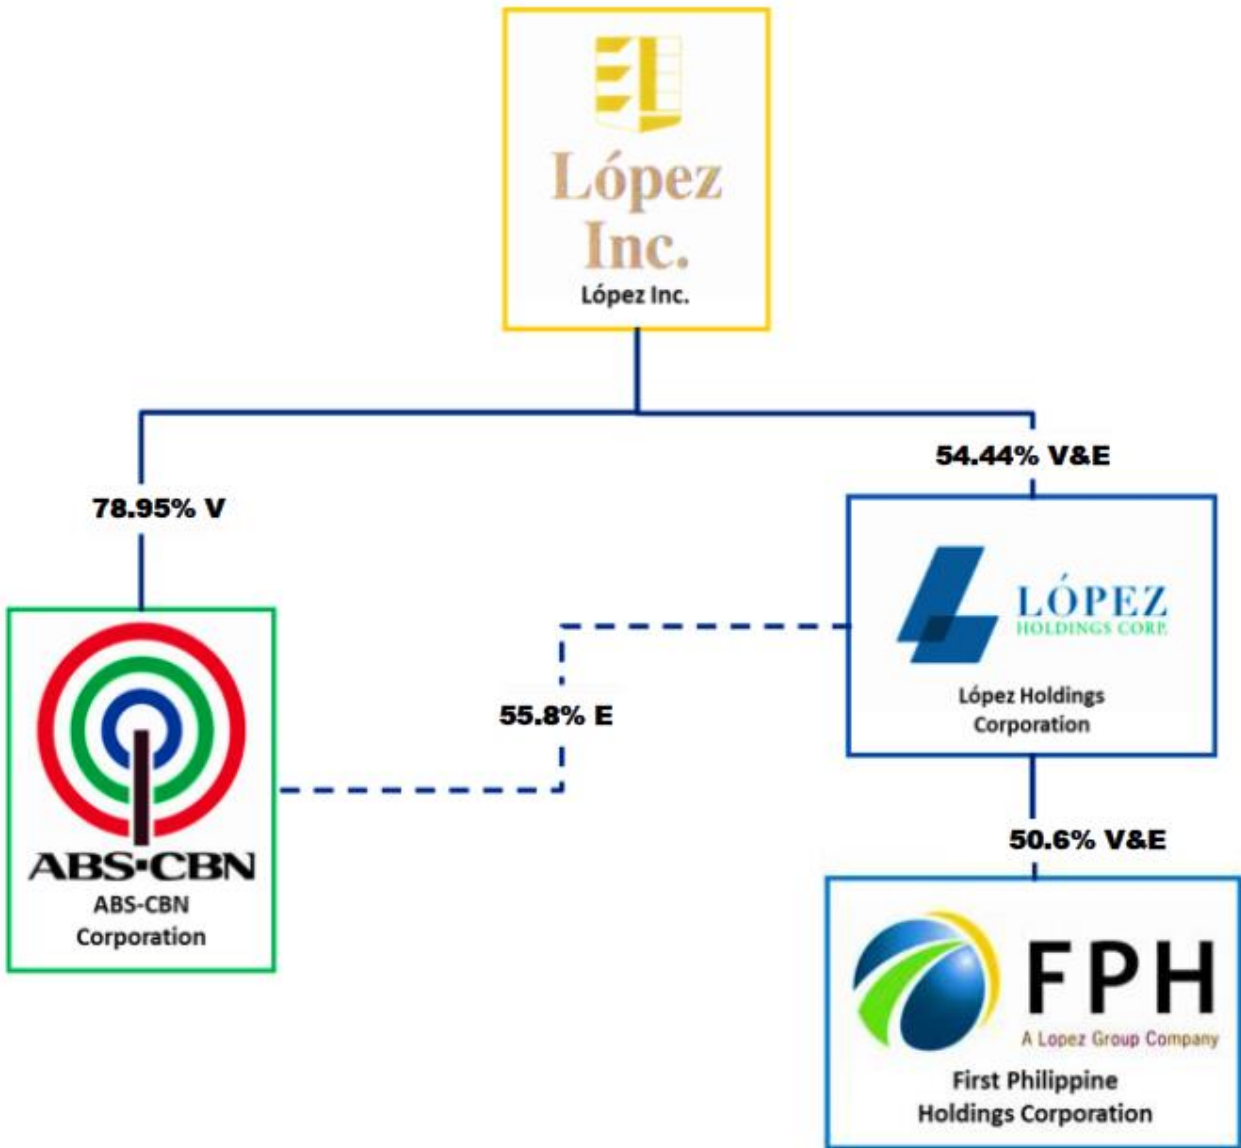 López
Inc.
López Inc.
54.44% V&E
78.95% V
LÓPEZ
HOLDINGS CORP.
López Holdings
Corporation
55.8% E
50.6% V&E
ABS-CBN
ABS-CBN
Corporation
FPH
A Lopez Group Company
First Philippine
Holdings Corporation